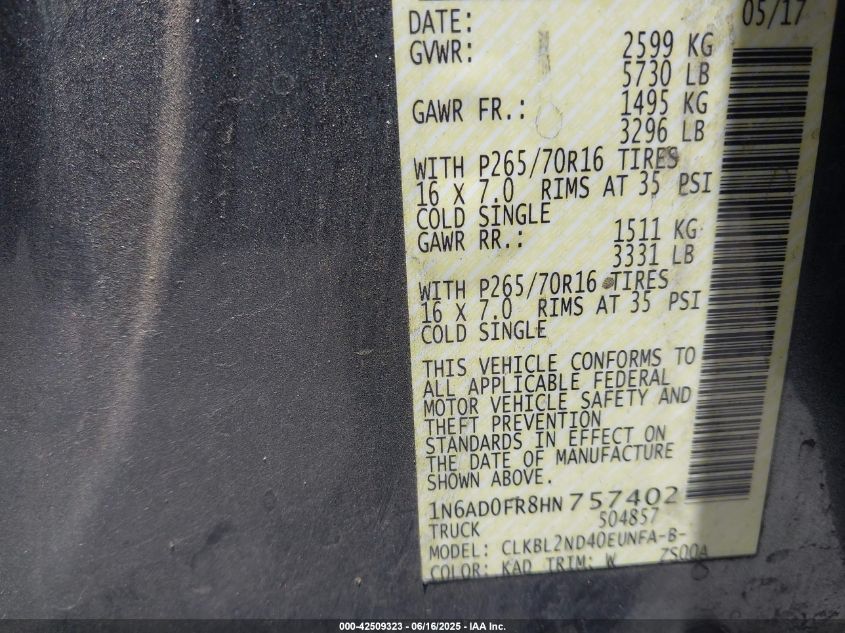 DATE: 05/17
GVWR: 2599 KG
5730 LB
GAWR FR.: 1495 KG
3296 LB
WITH P265/70R16 TIRES
16 X 7.0 RIMS AT 35 PSI
COLD SINGLE
GAWR RR.: 1511 KG
3331 LB
WITH P265/70R16 TIRES
16 X 7.0 RIMS AT 35 PSI
COLD SINGLE
THIS VEHICLE CONFORMS TO
ALL APPLICABLE FEDERAL
MOTOR VEHICLE SAFETY AND
THEFT PREVENTION
STANDARDS IN EFFECT ON
THE DATE OF MANUFACTURE
SHOWN ABOVE.
1N6AD0FR8HN757402
TRUCK 504857
MODEL: CLKBL2ND40EUNFA-B-
COLOR: KAD TRIM: W ZS00A
000-42509323 - 06/16/2025 - IAA Inc.